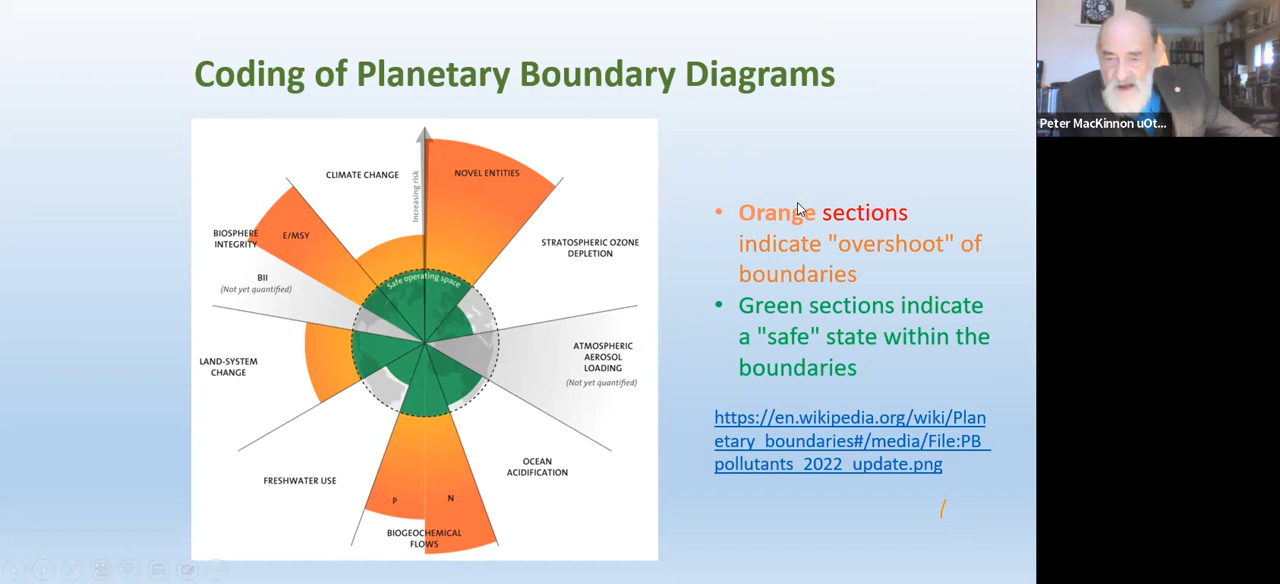 Coding of Planetary Boundary Diagrams
CLIMATE CHANGE
NOVEL ENTITIES
Increasing risk
BIOSPHERE
INTEGRITY
E/MSY
STRATOSPHERIC OZONE
DEPLETION
BII
(Not yet quantified)
Safe operating space
LAND-SYSTEM
CHANGE
ATMOSPHERIC
AEROSOL
LOADING
(Not yet quantified)
FRESHWATER USE
OCEAN
ACIDIFICATION
P
N
BIOGEOCHEMICAL
FLOWS
• Orange sections
indicate "overshoot" of
boundaries
• Green sections indicate
a "safe" state within the
boundaries
https://en.wikipedia.org/wiki/Plan
etary_boundaries#/media/File:PB_
pollutants_2022_update.png
Peter MacKinnon uOt...